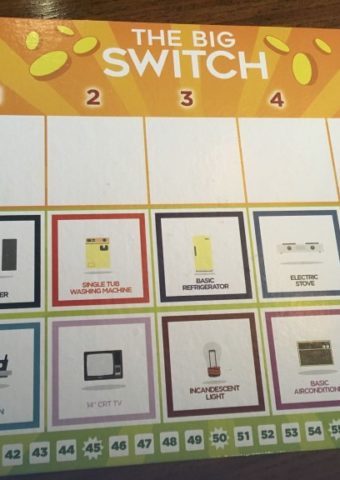 THE BIG
SWITCH
2 3 4
SINGLE TUB
WASHING MACHINE
BASIC
REFRIGERATOR
ELECTRIC
STOVE
14" CRT TV
INCANDESCENT
LIGHT
BASIC
42 43 44 45 46 47 48 49 50 51 52 53 54